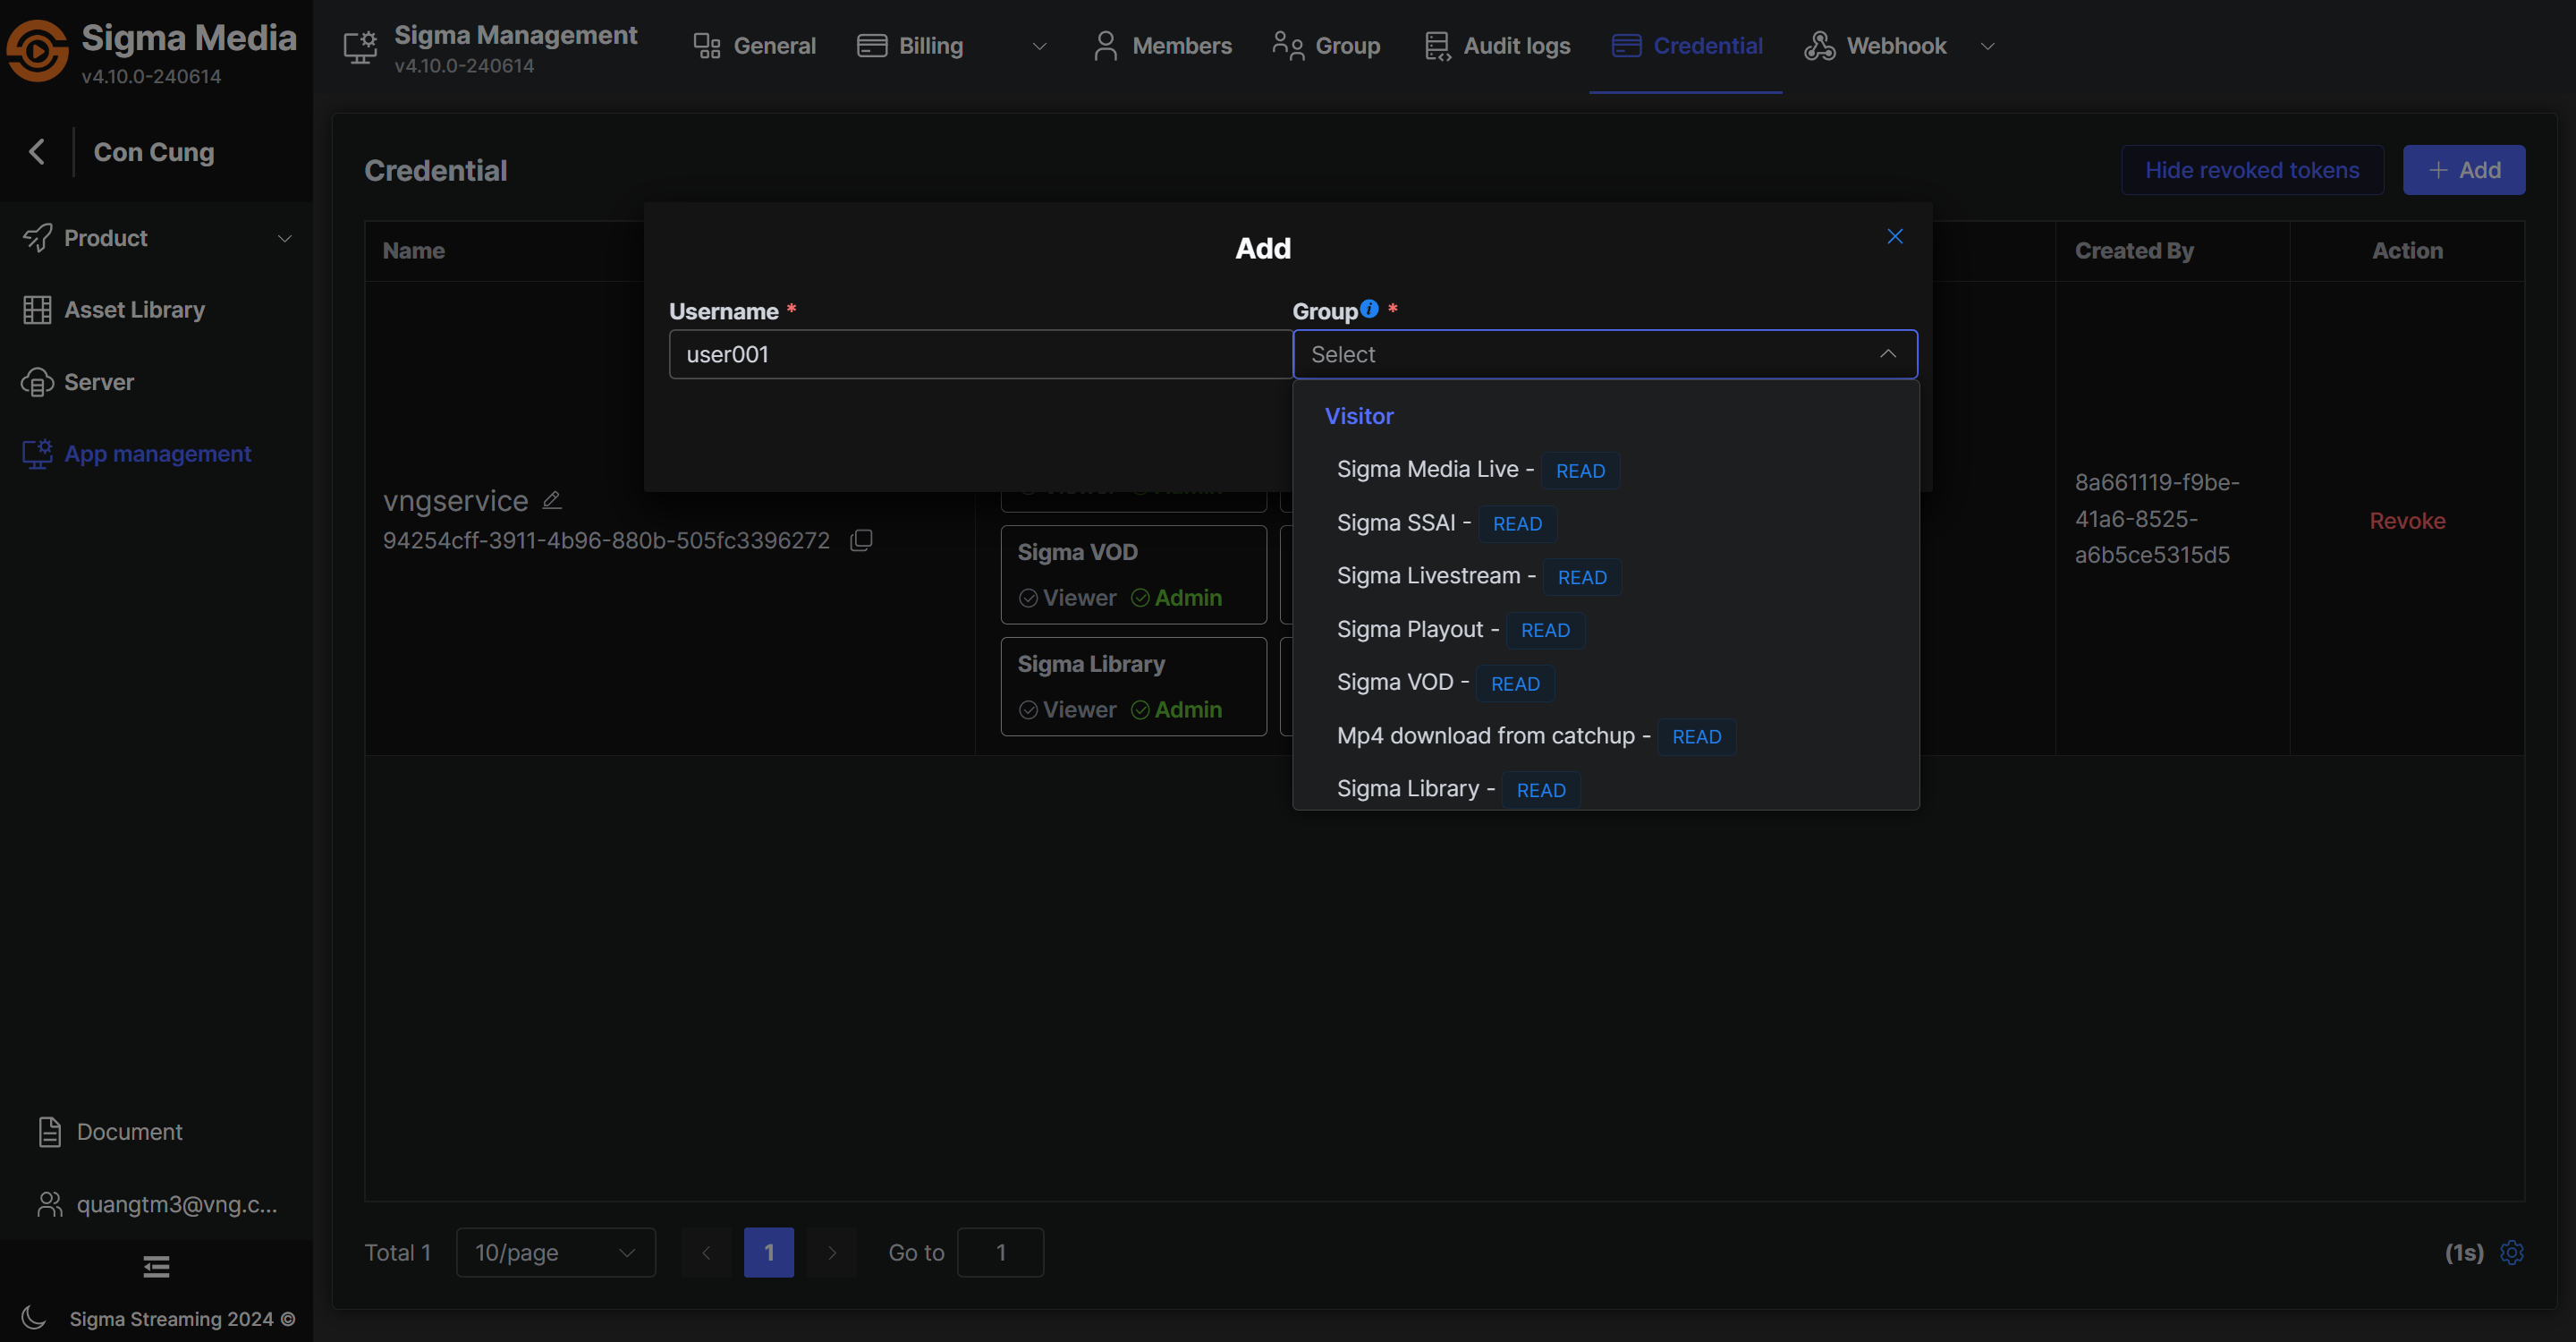 Sigma Media
v4.10.0-240614
Sigma Management
v4.10.0-240614
General
Billing
Members
Group
Audit logs
Credential
Webhook
Con Cung
Product
Asset Library
Server
App management
Document
quangtm3@vng.c...
Sigma Streaming 2024 ©
Credential
Hide revoked tokens
Add
Name
Created By
Action
vngservice
94254cff-3911-4b96-880b-505fc3396272
Viewer Admin
Sigma VOD
Viewer Admin
Sigma Library
Viewer Admin
8a661119-f9be-
41a6-8525-
a6b5ce5315d5
Revoke
Add
Username *
user001
Group *
Select
Visitor
Sigma Media Live - READ
Sigma SSAI - READ
Sigma Livestream - READ
Sigma Playout - READ
Sigma VOD - READ
Mp4 download from catchup - READ
Sigma Library - READ
Total 1
10/page
1
Go to
1
(1s)